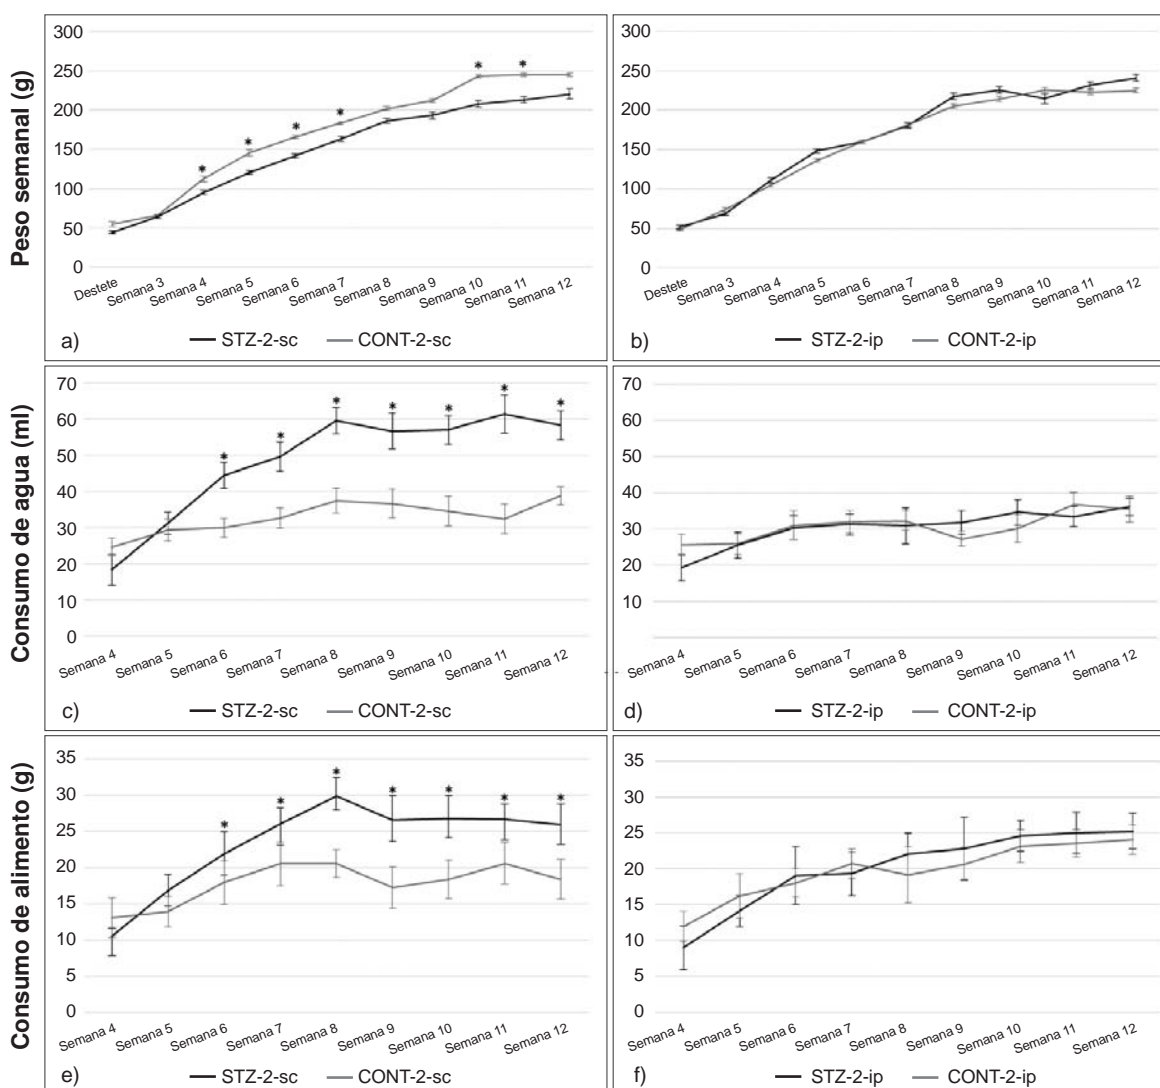 Peso semanal (g)
300
250
200
150
100
50
0
* * * * * *
Destete Semana 3 Semana 4 Semana 5 Semana 6 Semana 7 Semana 8 Semana 9 Semana 10 Semana 11 Semana 12
a) STZ-2-sc CONT-2-sc
300
250
200
150
100
50
0
Destete Semana 3 Semana 4 Semana 5 Semana 6 Semana 7 Semana 8 Semana 9 Semana 10 Semana 11 Semana 12
b) STZ-2-ip CONT-2-ip
Consumo de agua (ml)
70
60
50
40
30
20
10
0
* * * * * * *
Semana 4 Semana 5 Semana 6 Semana 7 Semana 8 Semana 9 Semana 10 Semana 11 Semana 12
c) STZ-2-sc CONT-2-sc
70
60
50
40
30
20
10
Semana 4 Semana 5 Semana 6 Semana 7 Semana 8 Semana 9 Semana 10 Semana 11 Semana 12
d) STZ-2-ip CONT-2-ip
Consumo de alimento (g)
35
30
25
20
15
10
5
0
* * * * * * *
Semana 4 Semana 5 Semana 6 Semana 7 Semana 8 Semana 9 Semana 10 Semana 11 Semana 12
e) STZ-2-sc CONT-2-sc
35
30
25
20
15
10
5
0
Semana 4 Semana 5 Semana 6 Semana 7 Semana 8 Semana 9 Semana 10 Semana 11 Semana 12
f) STZ-2-ip CONT-2-ip